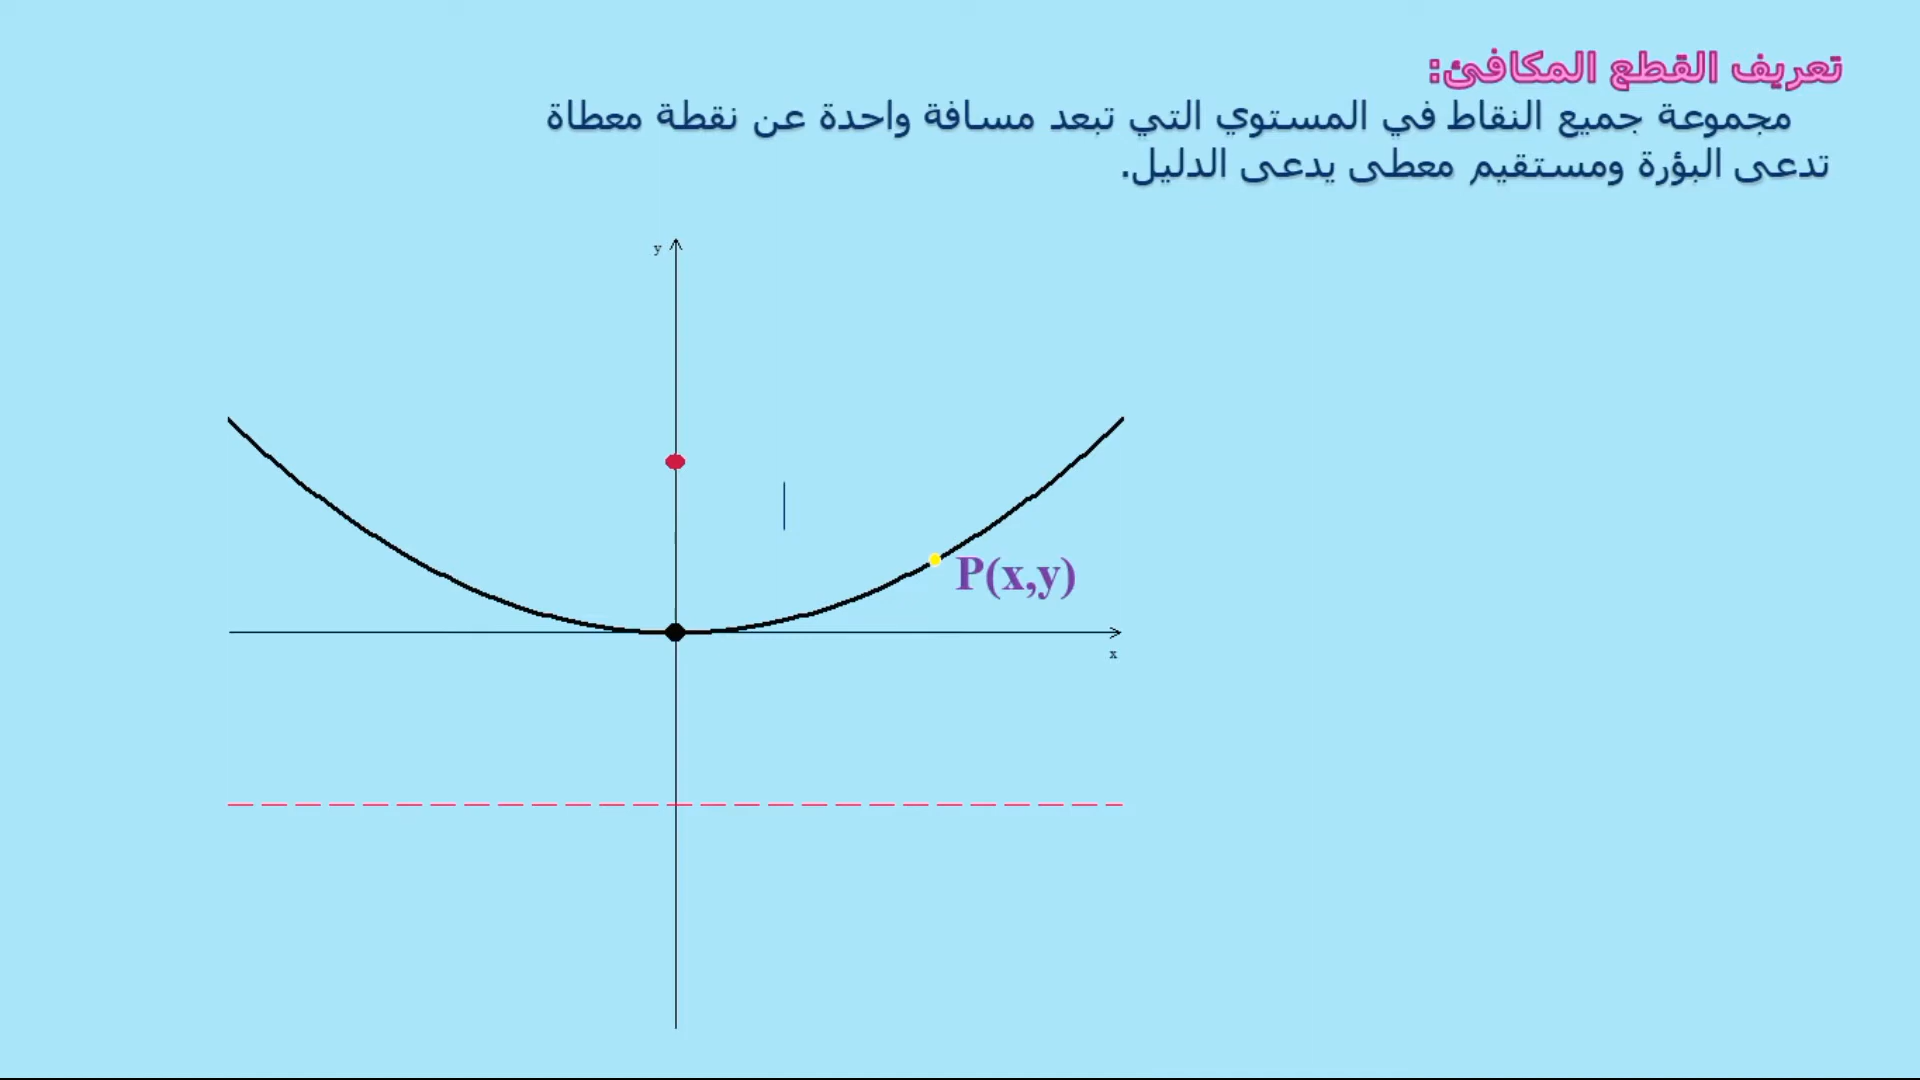 تعريف القطع المكافئ:
مجموعة جميع النقاط في المستوي التي تبعد مسافة واحدة عن نقطة معطاة
تدعى البؤرة ومستقيم معطى يدعى الدليل.
y
P(x,y)
x